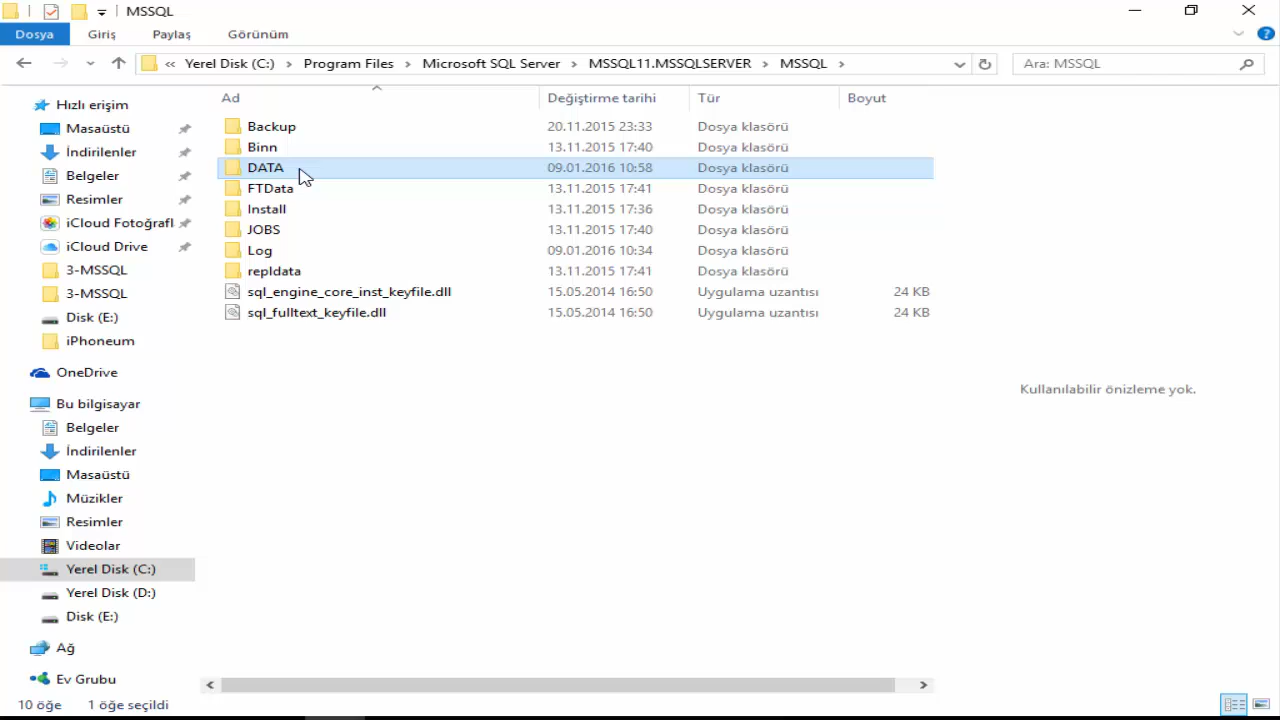 MSSQL
Dosya Giriş Paylaş Görünüm
« Yerel Disk (C:) › Program Files › Microsoft SQL Server › MSSQL11.MSSQLSERVER › MSSQL ›
Ara: MSSQL
Hızlı erişim
Masaüstü
İndirilenler
Belgeler
Resimler
iCloud Fotoğrafl
iCloud Drive
3-MSSQL
3-MSSQL
Disk (E:)
iPhoneum
OneDrive
Bu bilgisayar
Belgeler
İndirilenler
Masaüstü
Müzikler
Resimler
Videolar
Yerel Disk (C:)
Yerel Disk (D:)
Disk (E:)
Ağ
Ev Grubu
Ad Değiştirme tarihi Tür Boyut
Backup 20.11.2015 23:33 Dosya klasörü
Binn 13.11.2015 17:40 Dosya klasörü
DATA 09.01.2016 10:58 Dosya klasörü
FTData 13.11.2015 17:41 Dosya klasörü
Install 13.11.2015 17:36 Dosya klasörü
JOBS 13.11.2015 17:40 Dosya klasörü
Log 09.01.2016 10:34 Dosya klasörü
repldata 13.11.2015 17:41 Dosya klasörü
sql_engine_core_inst_keyfile.dll 15.05.2014 16:50 Uygulama uzantısı 24 KB
sql_fulltext_keyfile.dll 15.05.2014 16:50 Uygulama uzantısı 24 KB
Kullanılabilir önizleme yok.
10 öğe 1 öğe seçildi